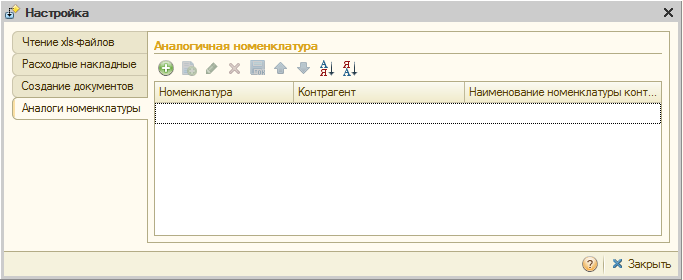 Настройка
Чтение xls-файлов
Расходные накладные
Создание документов
Аналоги номенклатуры
Аналогичная номенклатура
Номенклатура Контрагент Наименование номенклатуры конт...
? Закрыть